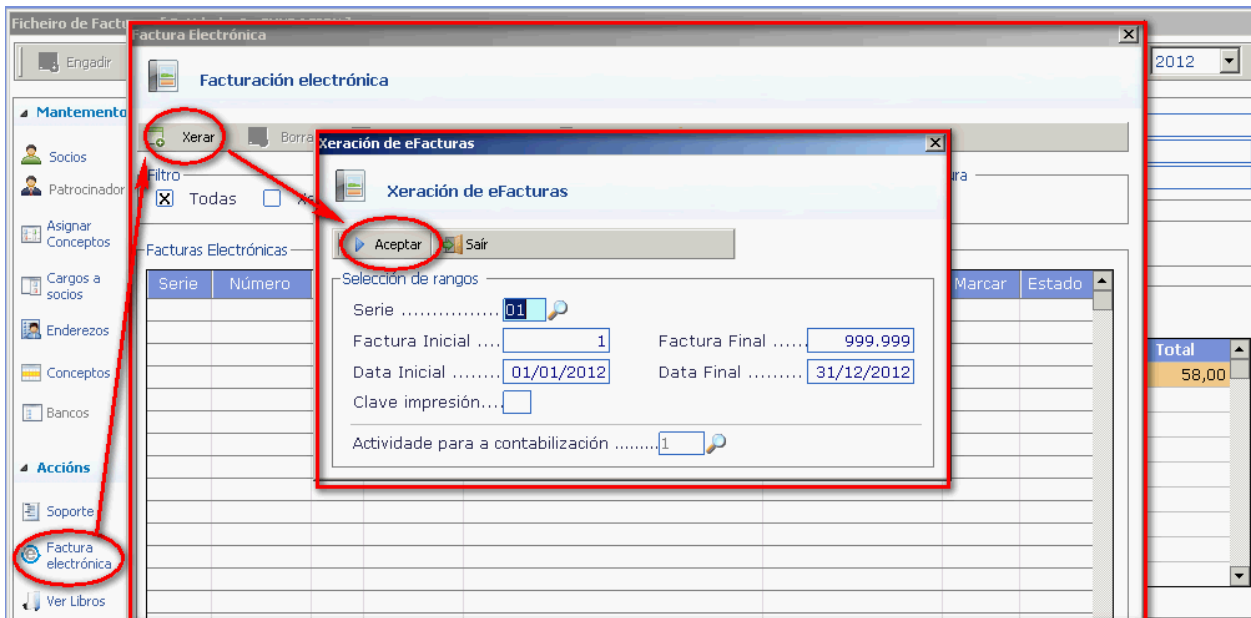 Ficheiro de Factu
Engadir
2012
Mantemento
Socios
Patrocinador
Asignar
Conceptos
Cargos a
socios
Enderezos
Conceptos
Bancos
Accións
Soporte
Factura
electrónica
Ver Libros
Factura Electrónica
Facturación electrónica
Xerar
Borra
Filtro
Todas
Facturas Electrónicas
Serie Número
Marcar Estado
Xeración de eFacturas
Xeración de eFacturas
Aceptar Saír
Selección de rangos
Serie ................. 01
Factura Inicial .... 1 Factura Final ..... 999.999
Data Inicial ........ 01/01/2012 Data Final ......... 31/12/2012
Clave impresión....
Actividade para a contabilización ........ 1
Total
58,00